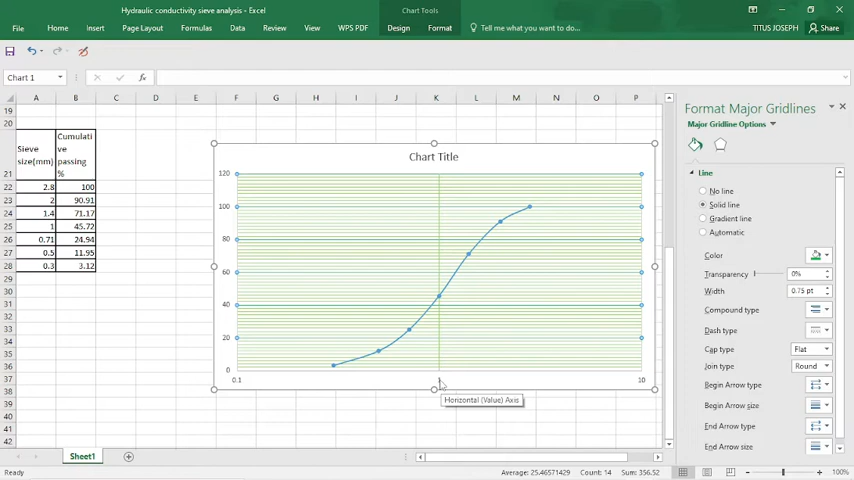 Hydraulic conductivity sieve analysis - Excel
Chart Tools
TITUS JOSEPH
Share
File Home Insert Page Layout Formulas Data Review View WPS PDF Design Format Tell me what you want to do...
Chart 1
fx
A B C D E F G H I J K L M N O P
19
20
21 Sieve size(mm) Cumulati
ve
passing
%
22 2.8 100
23 2 90.91
24 1.4 71.17
25 1 45.72
26 0.71 24.94
27 0.5 11.95
28 0.3 3.12
29
30
31
32
33
34
35
36
37
38
39
40
41
42
Chart Title
120
100
80
60
40
20
0
0.1 1 10
Horizontal (Value) Axis
Format Major Gridlines
Major Gridline Options
Line
No line
Solid line
Gradient line
Automatic
Color
Transparency 0%
Width 0.75 pt
Compound type
Dash type
Cap type Flat
Join type Round
Begin Arrow type
Begin Arrow size
End Arrow type
End Arrow size
Sheet1
Ready
Average: 25.46571429 Count: 14 Sum: 356.52
100%